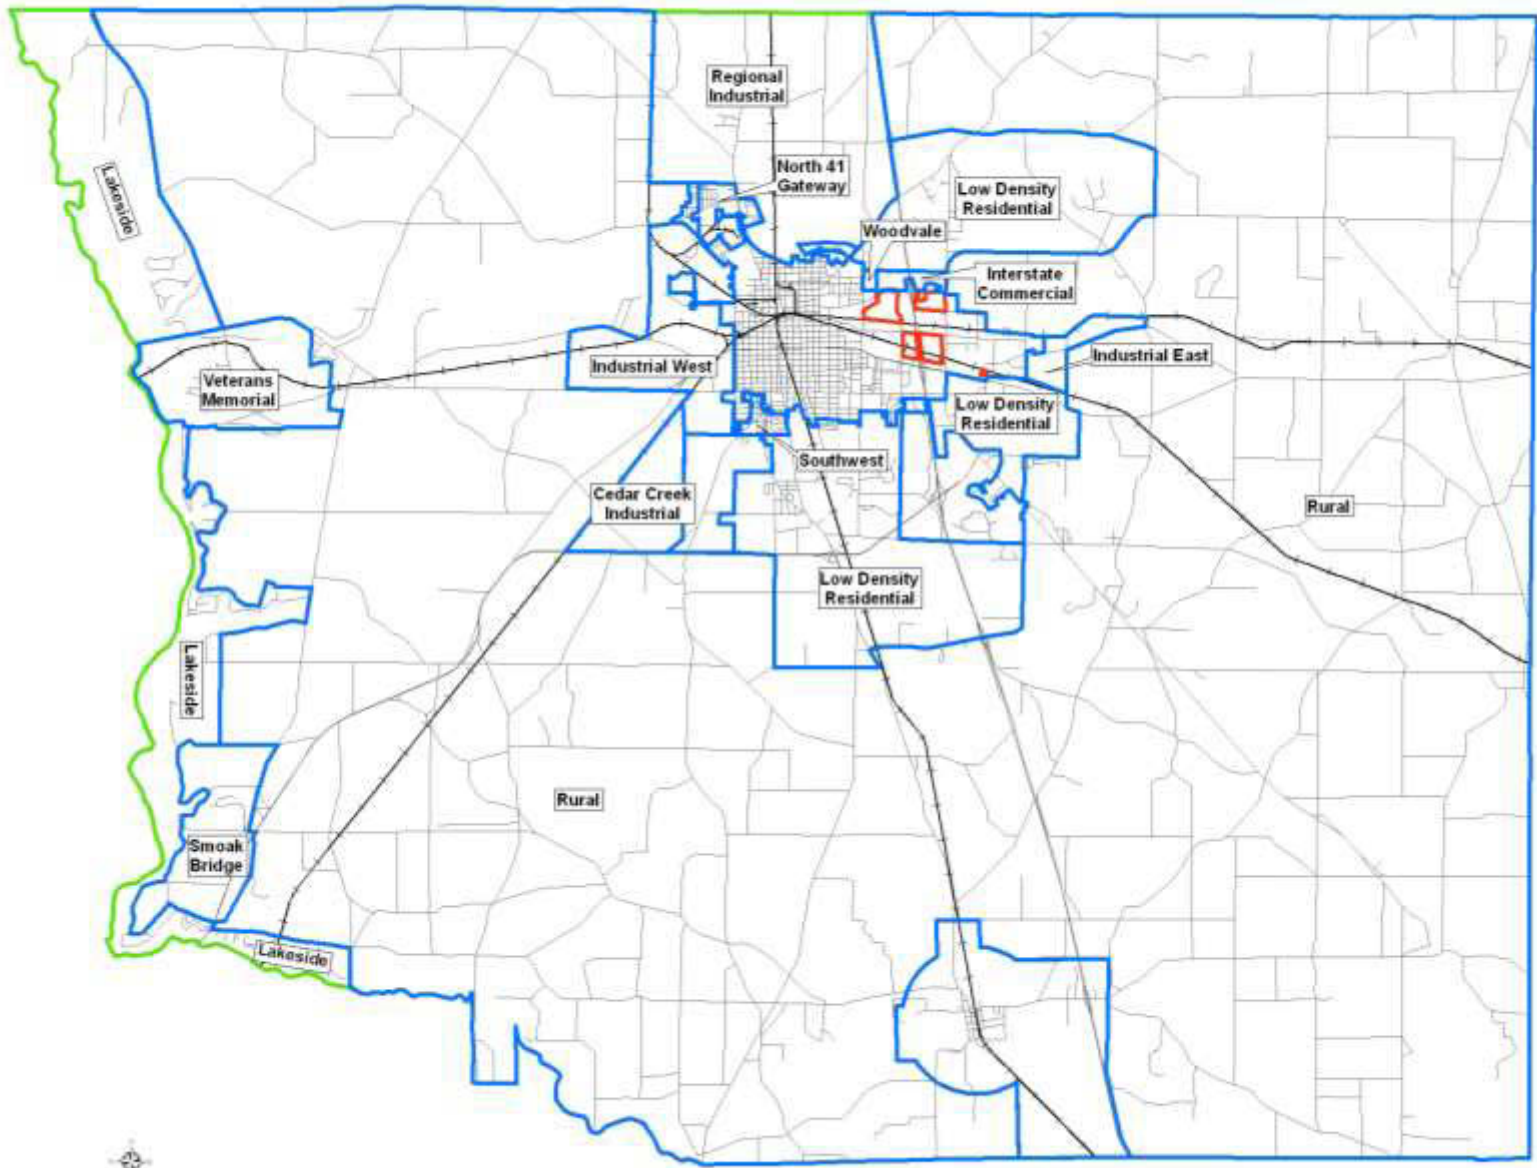 Regional
Industrial
North 41
Gateway
Lakeside
Low Density
Residential
Woodvale
Interstate
Commercial
Industrial East
Industrial West
Veterans
Memorial
Low Density
Residential
Southwest
Cedar Creek
Industrial
Rural
Low Density
Residential
Lakeside
Rural
Smoak
Bridge
Lakeside